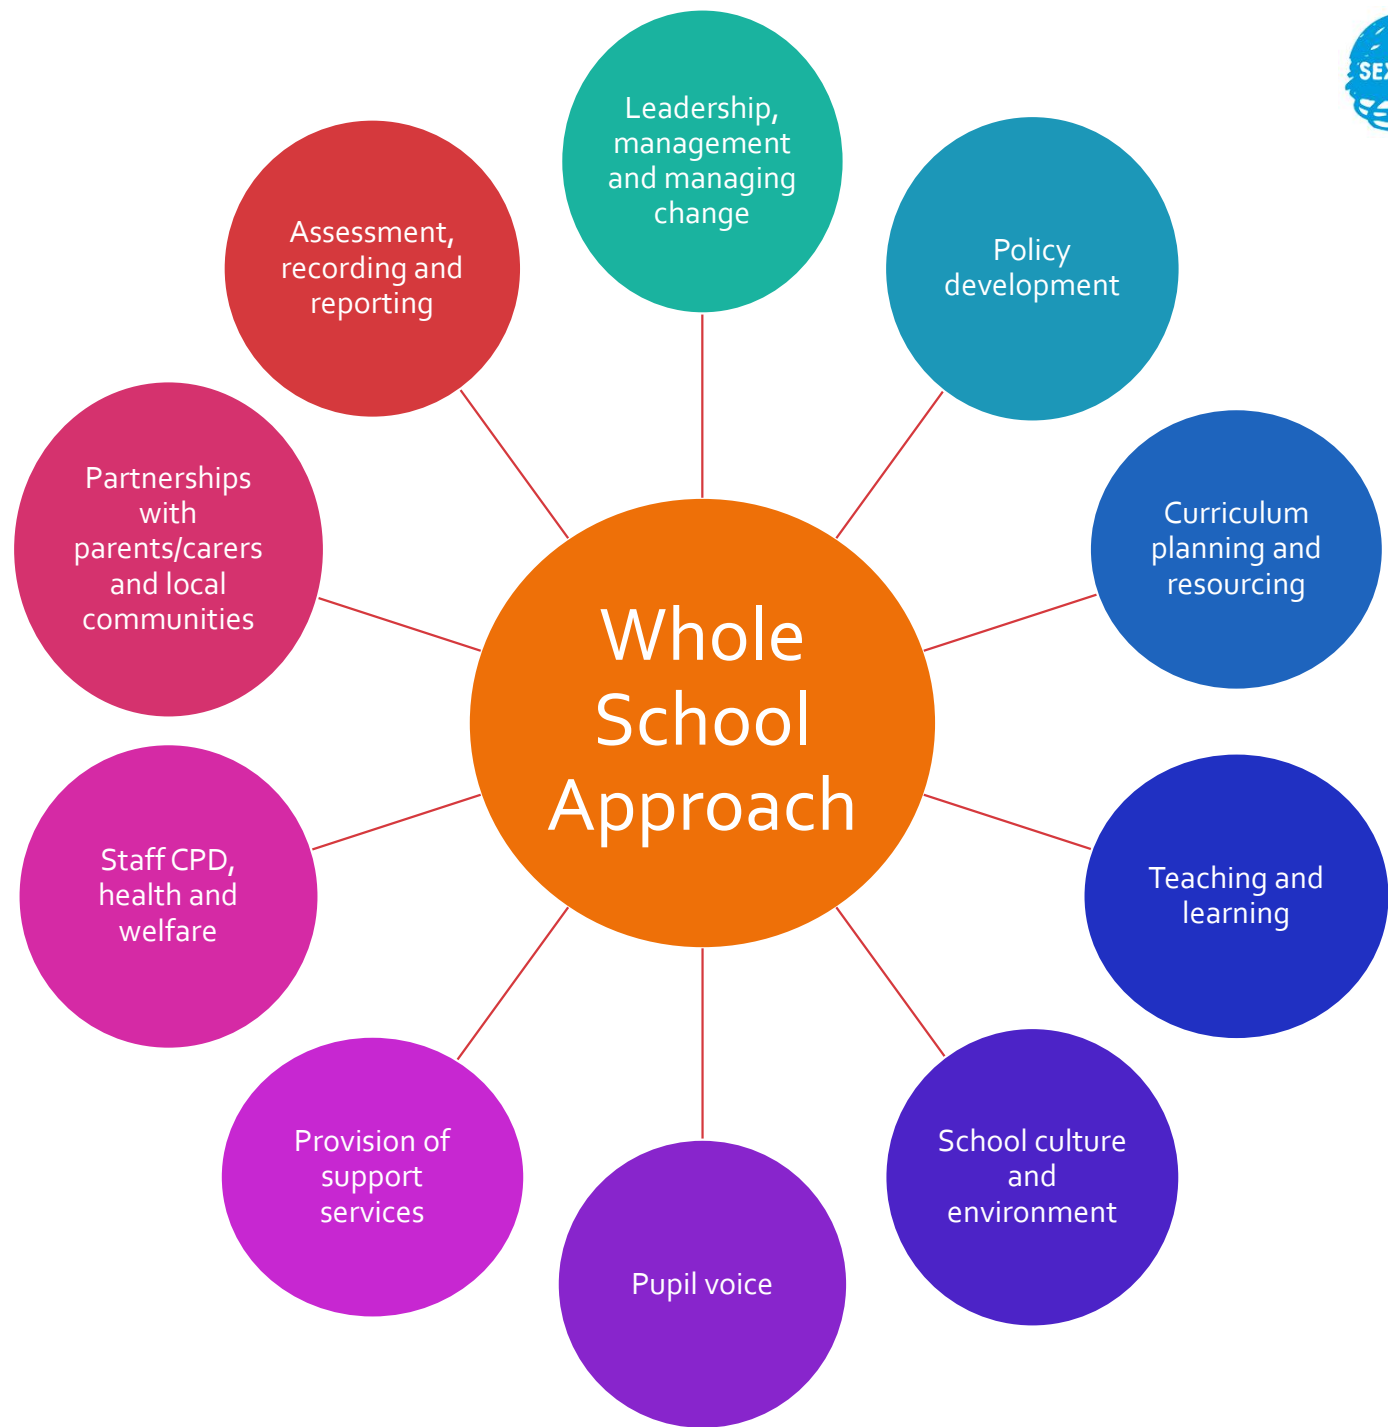 Leadership,
management
and managing
change
Policy
development
Curriculum
planning and
resourcing
Teaching and
learning
School culture
and
environment
Pupil voice
Provision of
support
services
Staff CPD,
health and
welfare
Partnerships
with
parents/carers
and local
communities
Assessment,
recording and
reporting
Whole
School
Approach